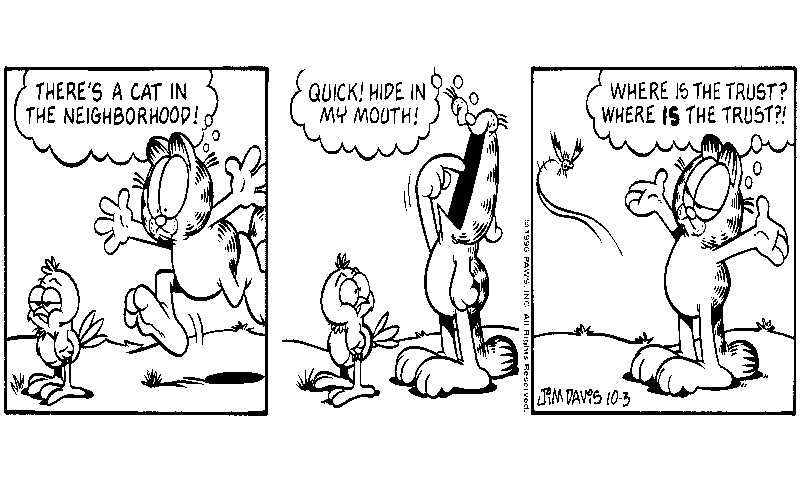 THERE'S A CAT IN
THE NEIGHBORHOOD!
QUICK! HIDE IN
MY MOUTH!
© 1996 PAWS, INC. All Rights Reserved.
WHERE IS THE TRUST?
WHERE IS THE TRUST?!
JIM DAVIS 10-3